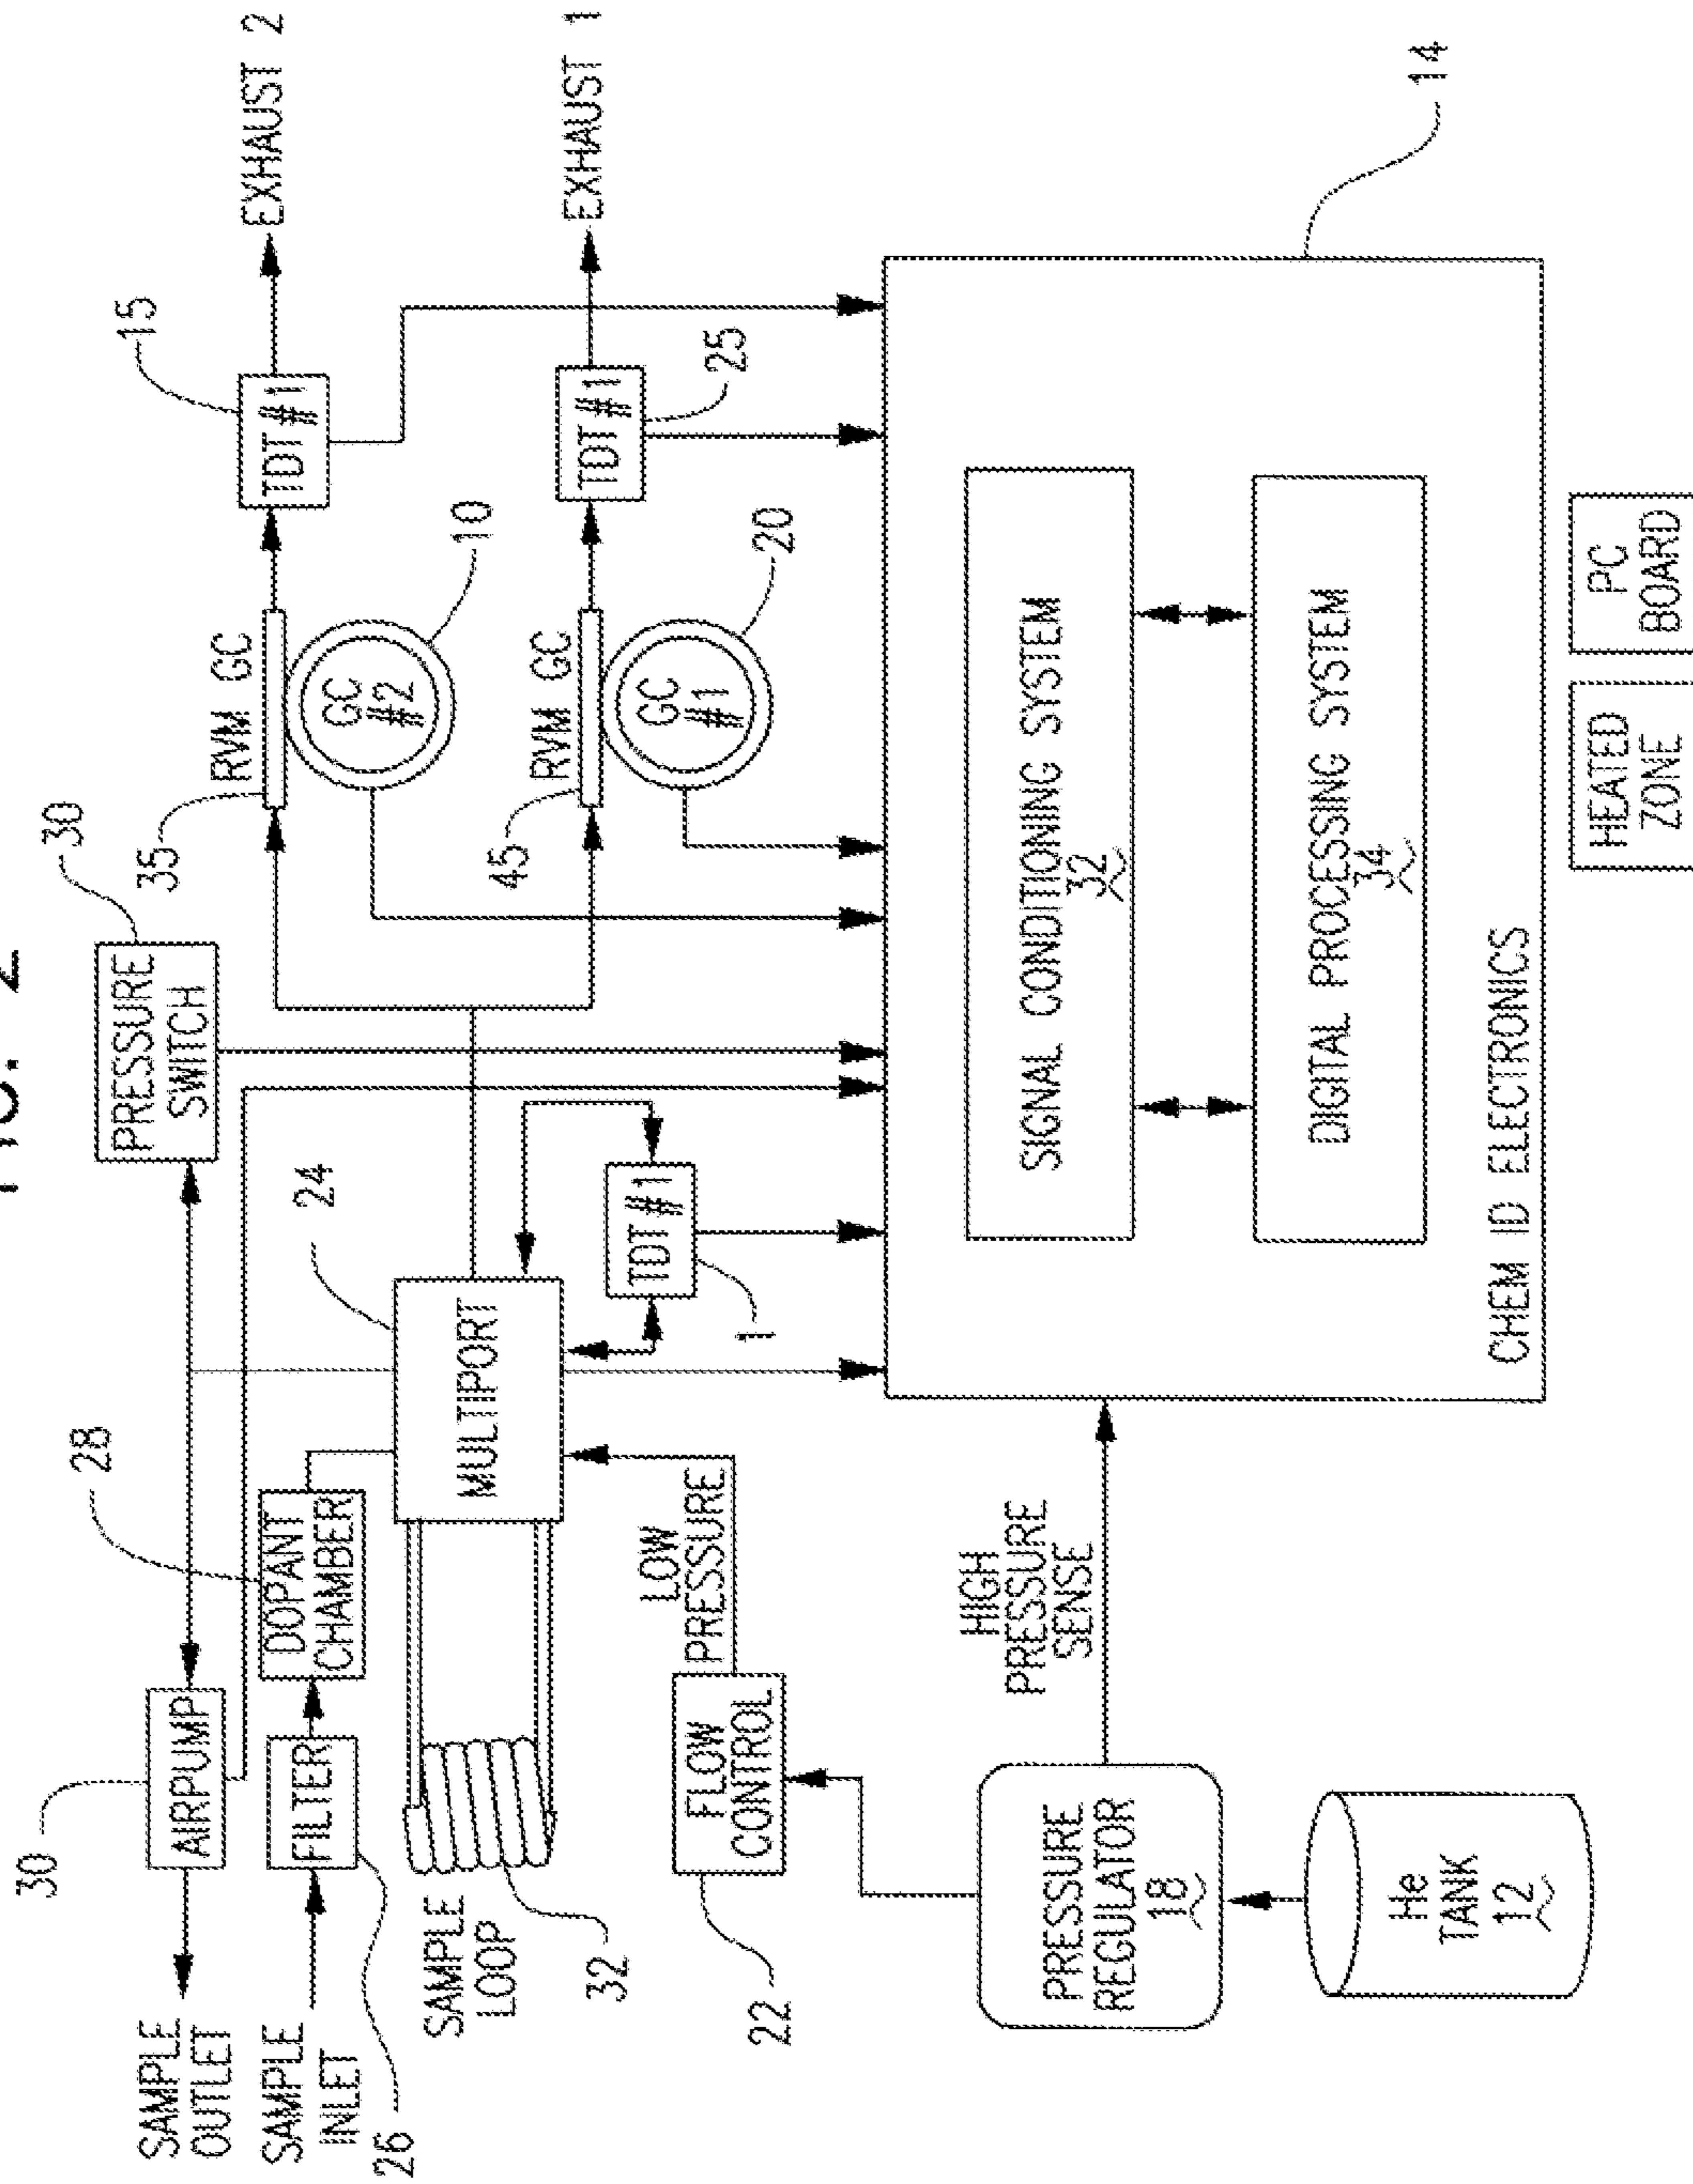 FIG. 2
SAMPLE
OUTLET
30
AIRPUMP
PRESSURE
SWITCH
30
SAMPLE
INLET
26
FILTER
28
DOPANT
CHAMBER
24
MULTIPORT
SAMPLE
LOOP
32
TDT #1
1
35
RVM GC
GC
#2
10
15
TDT #1
EXHAUST 2
45
RVM GC
GC
#1
20
TDT #1
25
EXHAUST 1
22
FLOW
CONTROL
LOW
PRESSURE
PRESSURE
REGULATOR
18
HIGH
PRESSURE
SENSE
He
TANK
12
14
SIGNAL CONDITIONING SYSTEM
32
DIGITAL PROCESSING SYSTEM
34
CHEM ID ELECTRONICS
HEATED
ZONE
PC
BOARD